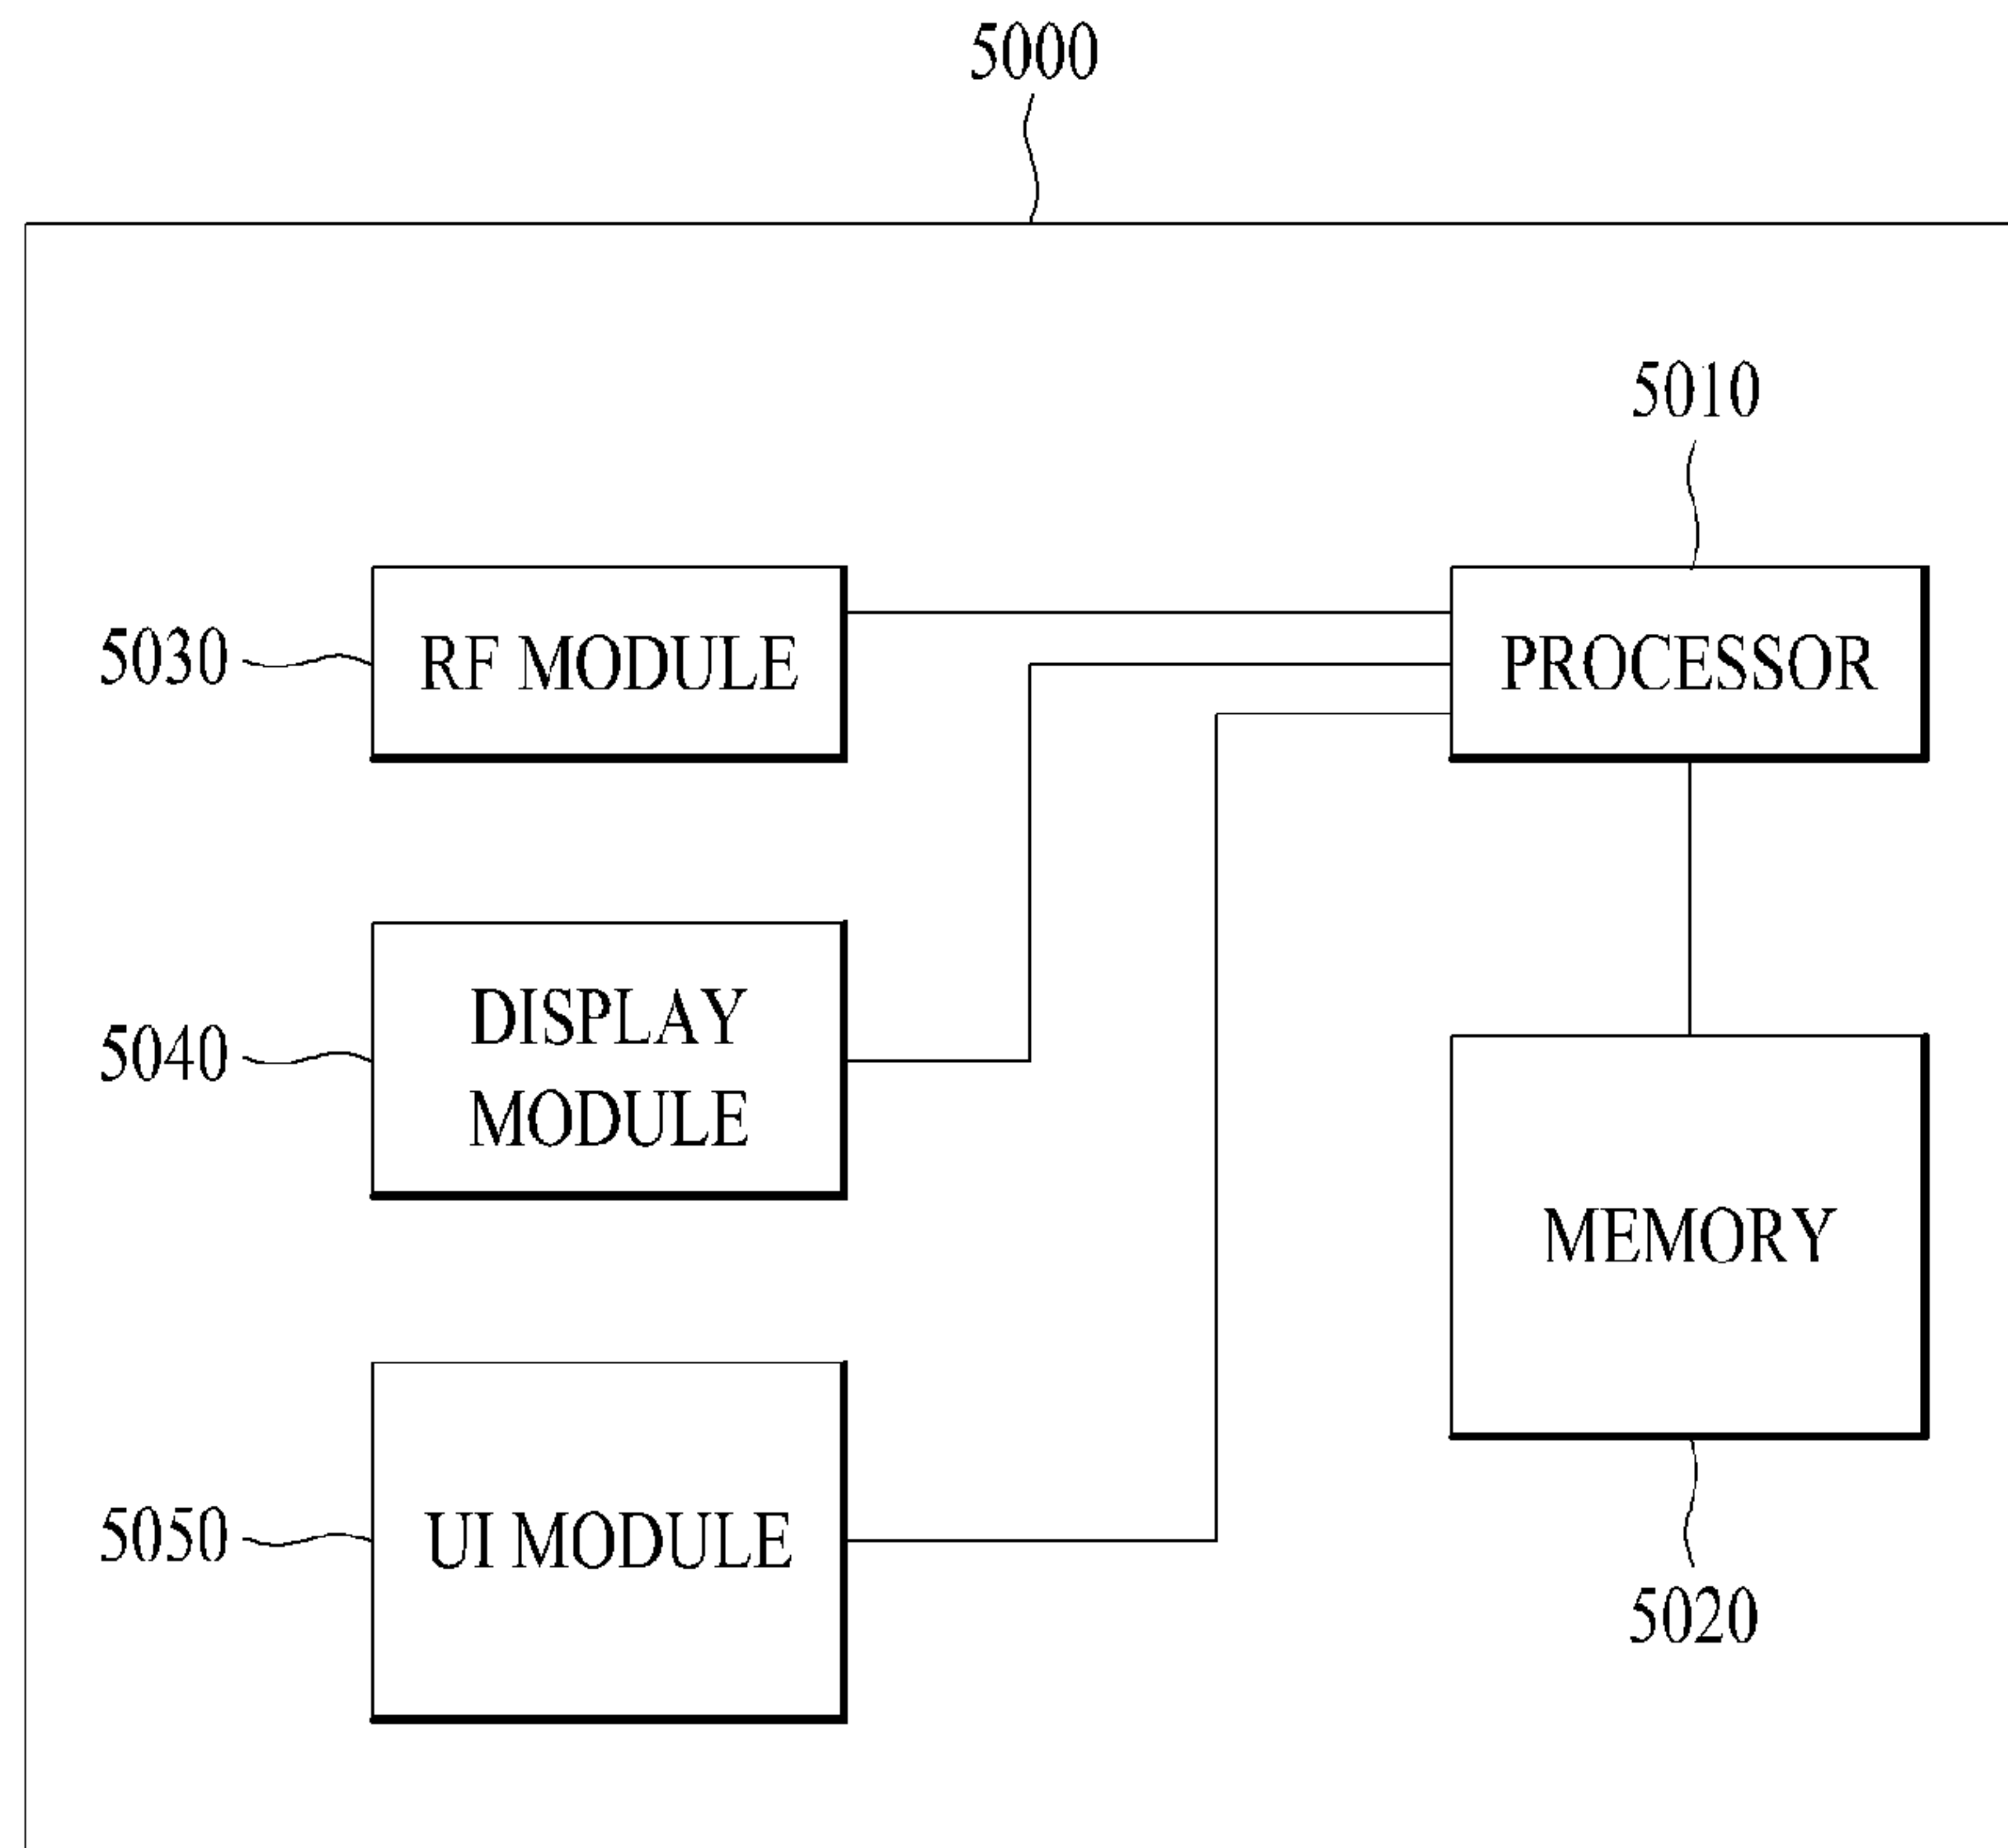 5000
5010
5030
RF MODULE
PROCESSOR
5040
DISPLAY
MODULE
MEMORY
5050
UI MODULE
5020